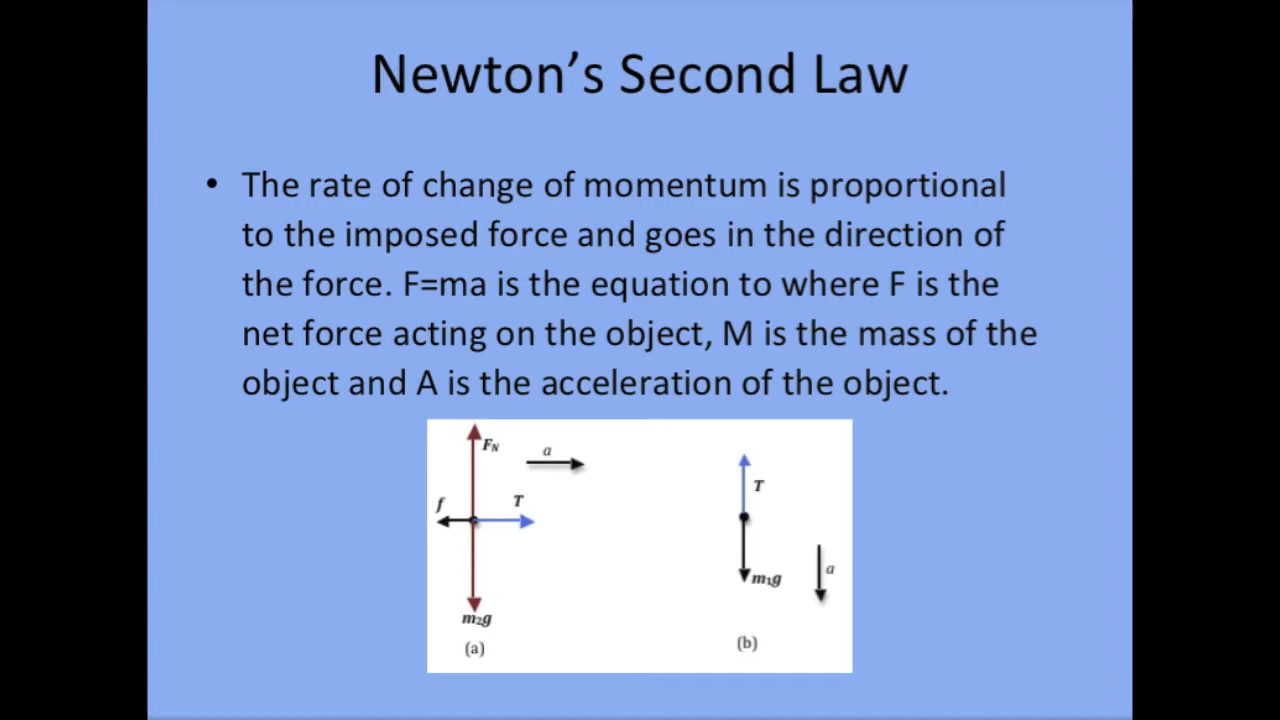 Newton’s Second Law
• The rate of change of momentum is proportional
to the imposed force and goes in the direction of
the force. F=ma is the equation to where F is the
net force acting on the object, M is the mass of the
object and A is the acceleration of the object.
F_N
a
f
T
m₂g
(a)
T
m₁g
a
(b)